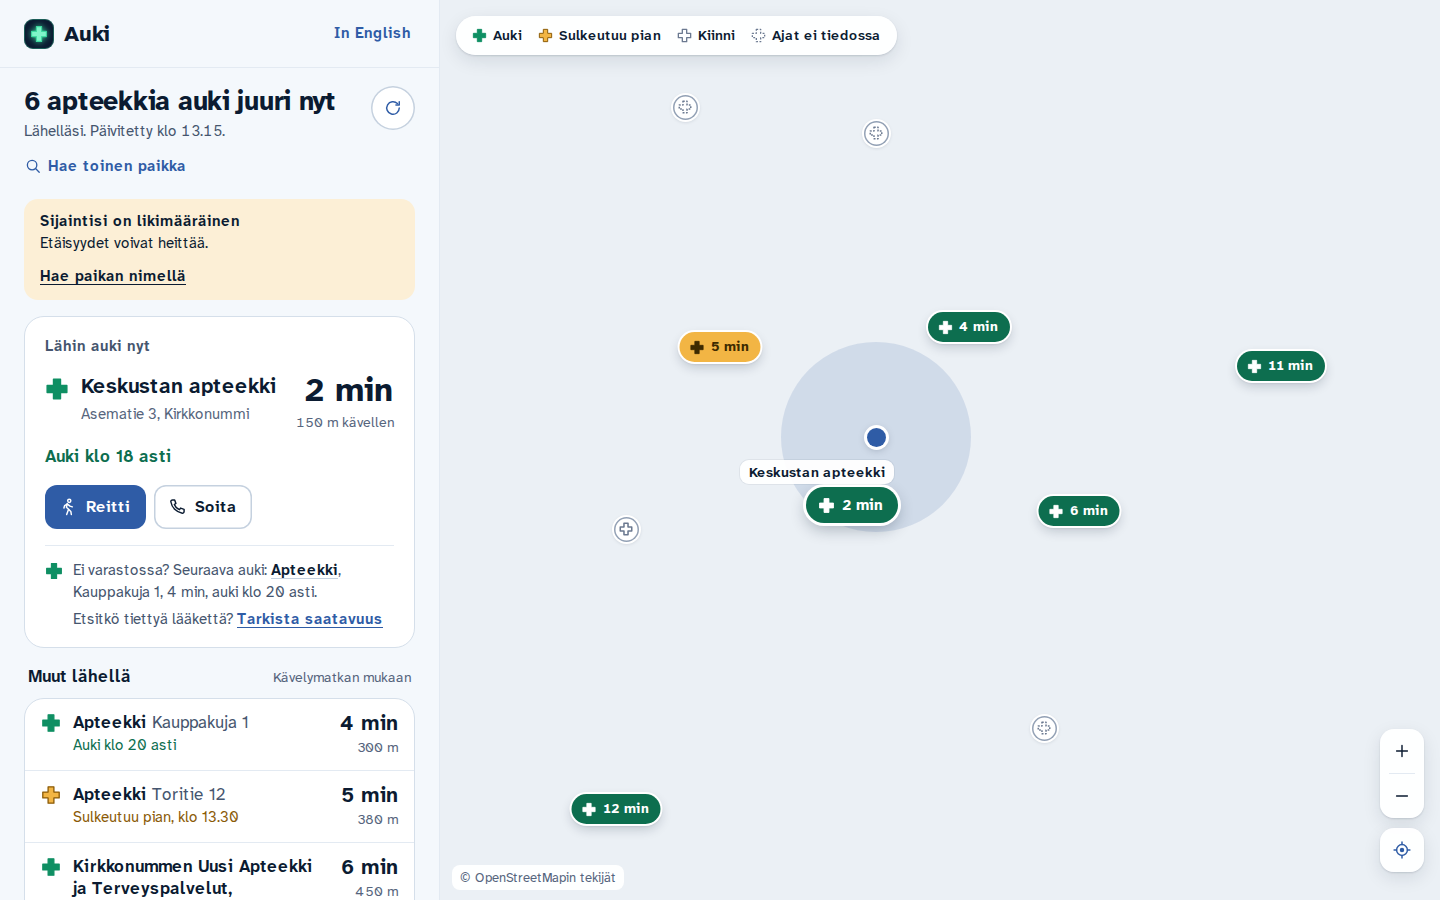 Auki
In English
6 apteekkia auki juuri nyt
Lähelläsi. Päivitetty klo 13.15.
Hae toinen paikka
Sijaintisi on likimääräinen
Etäisyydet voivat heittää.
Hae paikan nimellä
Lähin auki nyt
Keskustan apteekki
2 min
Asematie 3, Kirkkonummi
150 m kävellen
Auki klo 18 asti
Reitti
Soita
Ei varastossa? Seuraava auki: Apteekki,
Kauppakuja 1, 4 min, auki klo 20 asti.
Etsitkö tiettyä lääkettä? Tarkista saatavuus
Muut lähellä
Kävelymatkan mukaan
Apteekki Kauppakuja 1
4 min
Auki klo 20 asti
300 m
Apteekki Toritie 12
5 min
Sulkeutuu pian, klo 13.30
380 m
Kirkkonummen Uusi Apteekki
6 min
ja Terveyspalvelut,
450 m
Auki
Sulkeutuu pian
Kiinni
Ajat ei tiedossa
4 min
5 min
11 min
Keskustan apteekki
2 min
6 min
12 min
+
−
© OpenStreetMapin tekijät